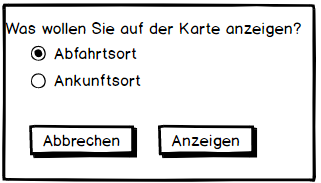 Was wollen Sie auf der Karte anzeigen?
Abfahrtsort
Ankunftsort
Abbrechen Anzeigen